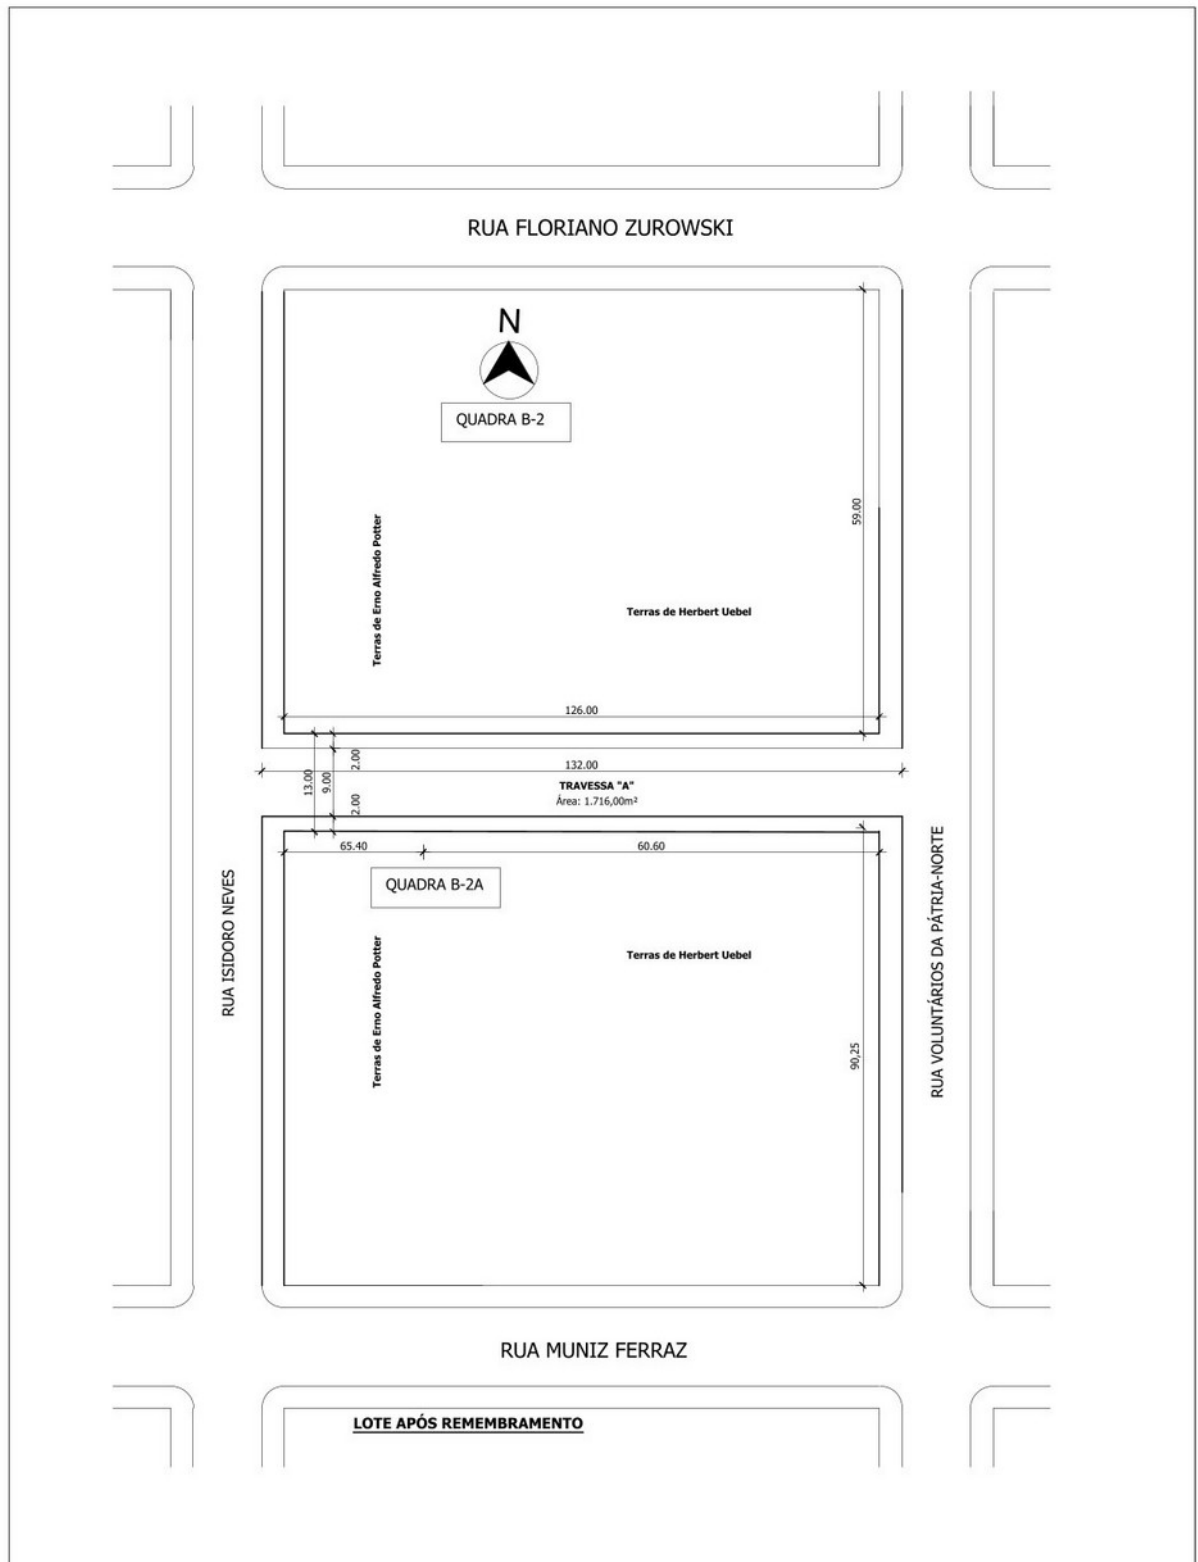 RUA FLORIANO ZUROWSKI
N
QUADRA B-2
59.00
Terras de Erno Alfredo Potter
Terras de Herbert Uebel
126.00
2.00
132.00
13.00
9.00
TRAVESSA "A"
Área: 1.716,00m²
2.00
65.40
60.60
QUADRA B-2A
RUA ISIDORO NEVES
RUA VOLUNTÁRIOS DA PÁTRIA-NORTE
Terras de Erno Alfredo Potter
Terras de Herbert Uebel
90,25
RUA MUNIZ FERRAZ
LOTE APÓS REMEMBRAMENTO